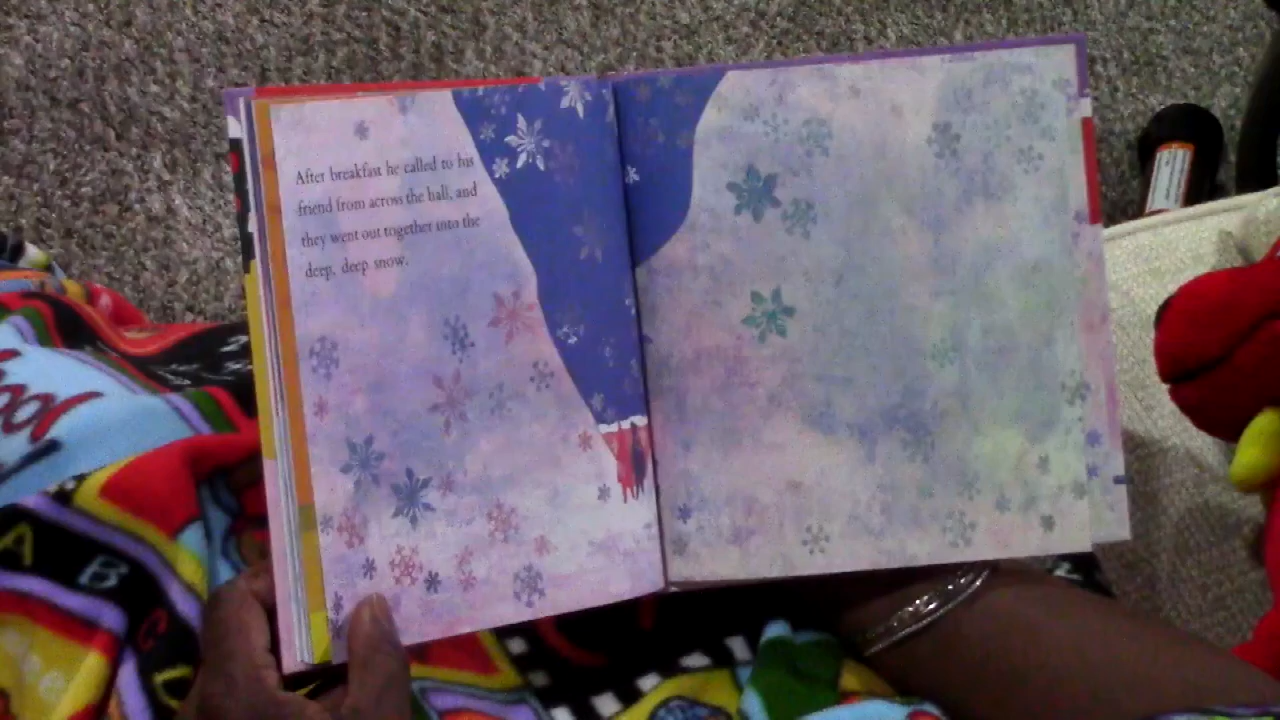 After breakfast he called to his
friend from across the hall, and
they went out together into the
deep, deep snow.
A
B
C